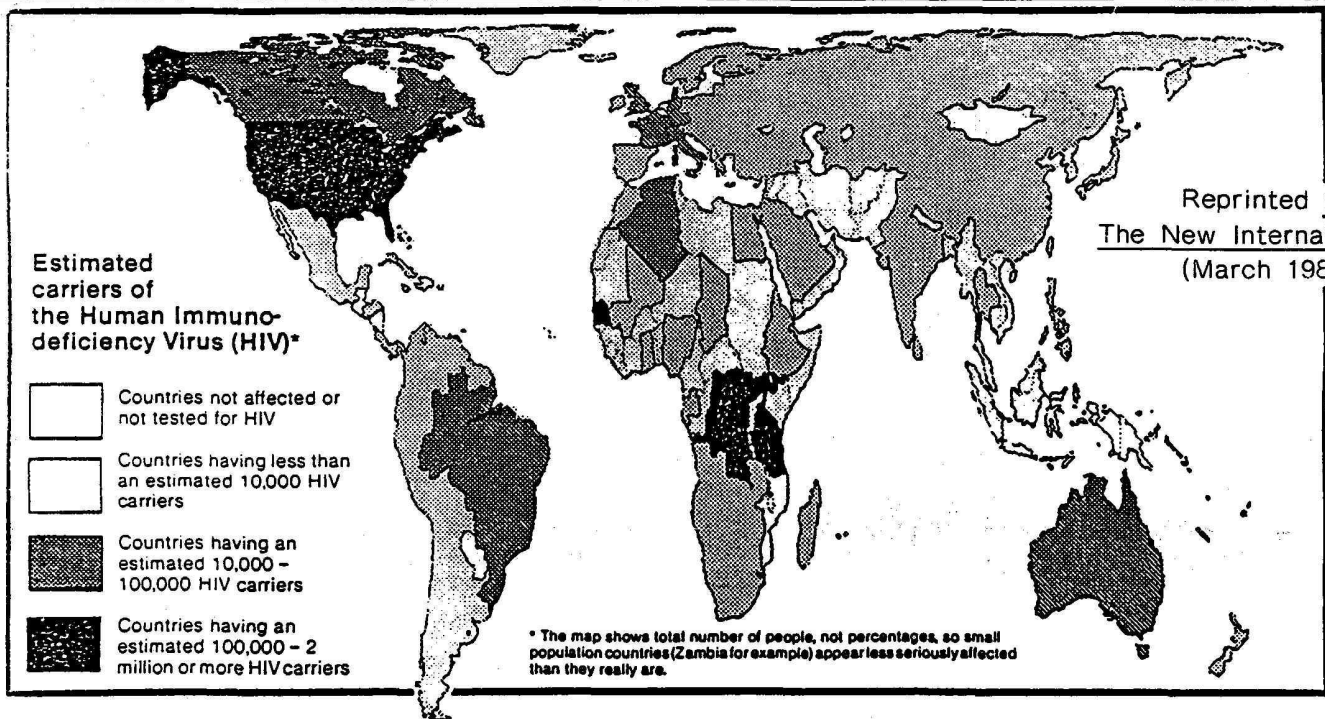 Reprinted
The New Interna
(March 198
Estimated
carriers of
the Human Immuno-
deficiency Virus (HIV)*
Countries not affected or
not tested for HIV
Countries having less than
an estimated 10,000 HIV
carriers
Countries having an
estimated 10,000 –
100,000 HIV carriers
Countries having an
estimated 100,000 – 2
million or more HIV carriers
* The map shows total number of people, not percentages, so small
population countries (Zambia for example) appear less seriously affected
than they really are.